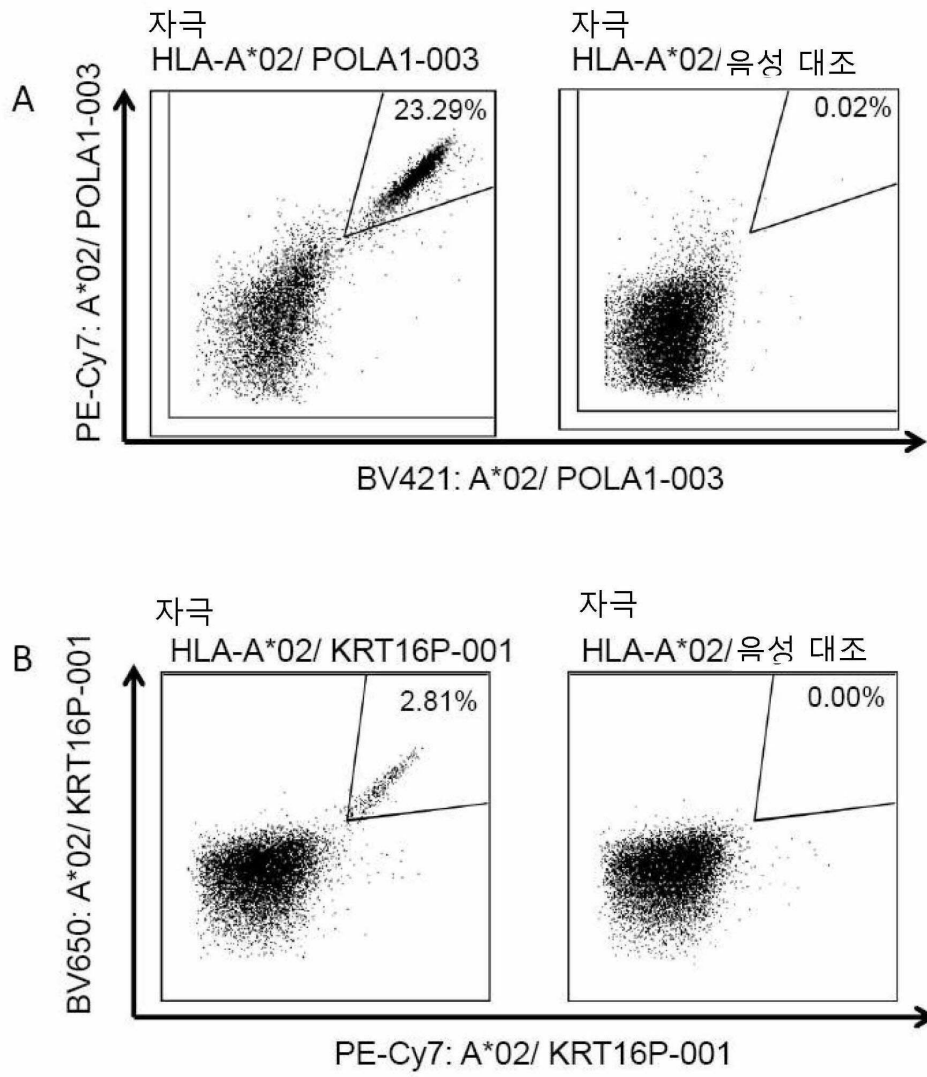 자극
HLA-A*02/ POLA1-003
자극
HLA-A*02/음성 대조
A
23.29%
0.02%
PE-Cy7: A*02/ POLA1-003
BV421: A*02/ POLA1-003
자극
HLA-A*02/ KRT16P-001
자극
HLA-A*02/음성 대조
B
2.81%
0.00%
BV650: A*02/ KRT16P-001
PE-Cy7: A*02/ KRT16P-001